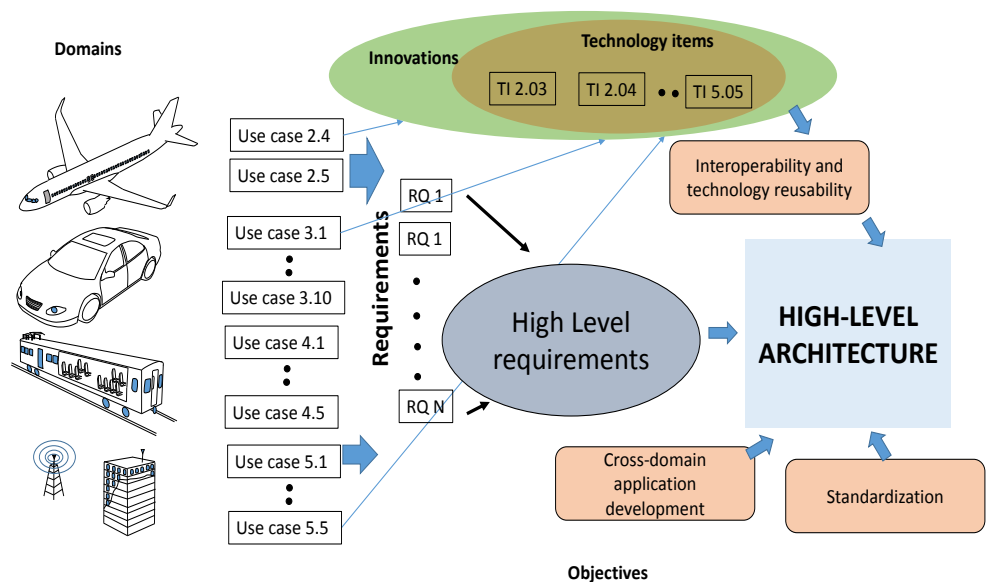 Domains
Innovations
Technology items
TI 2.03
TI 2.04
TI 5.05
Use case 2.4
Use case 2.5
Use case 3.1
Use case 3.10
Use case 4.1
Use case 4.5
Use case 5.1
Use case 5.5
Requirements
RQ 1
RQ 1
RQ N
High Level
requirements
Interoperability and
technology reusability
HIGH-LEVEL
ARCHITECTURE
Cross-domain
application
development
Standardization
Objectives